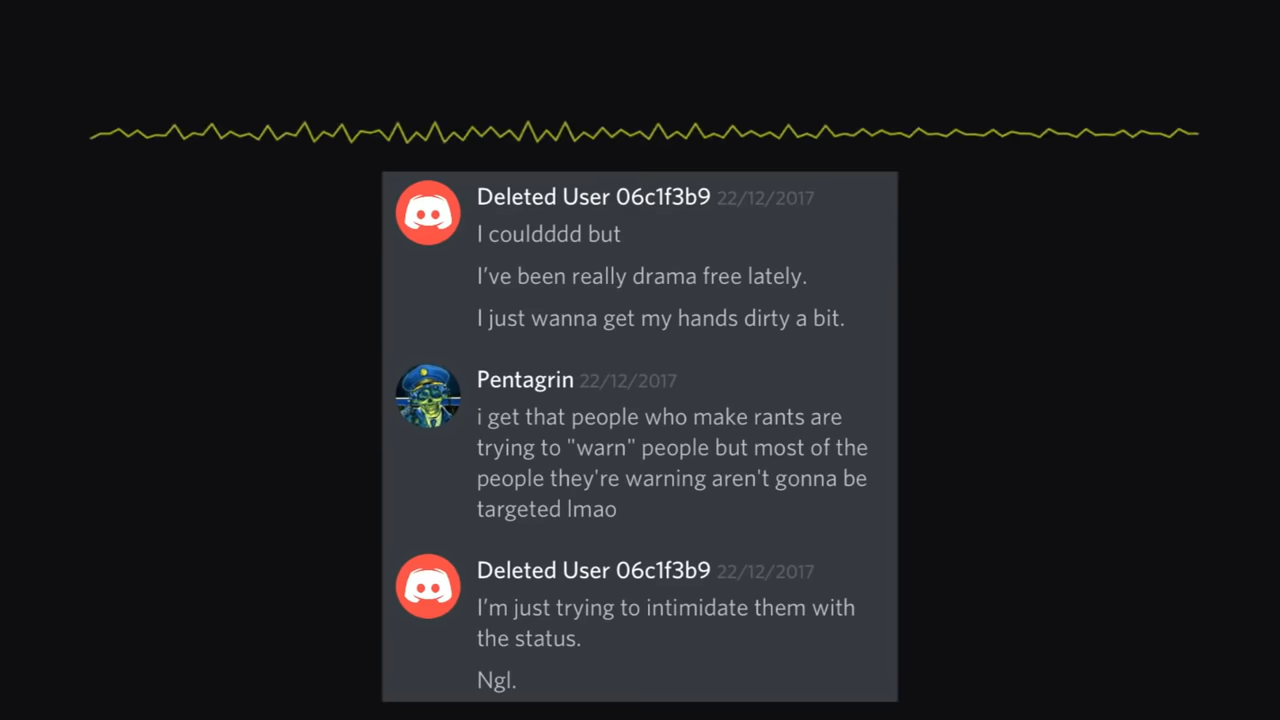 Deleted User 06c1f3b9 22/12/2017
I couldddd but
I've been really drama free lately.
I just wanna get my hands dirty a bit.
Pentagrin 22/12/2017
i get that people who make rants are
trying to "warn" people but most of the
people they're warning aren't gonna be
targeted lmao
Deleted User 06c1f3b9 22/12/2017
I'm just trying to intimidate them with
the status.
Ngl.